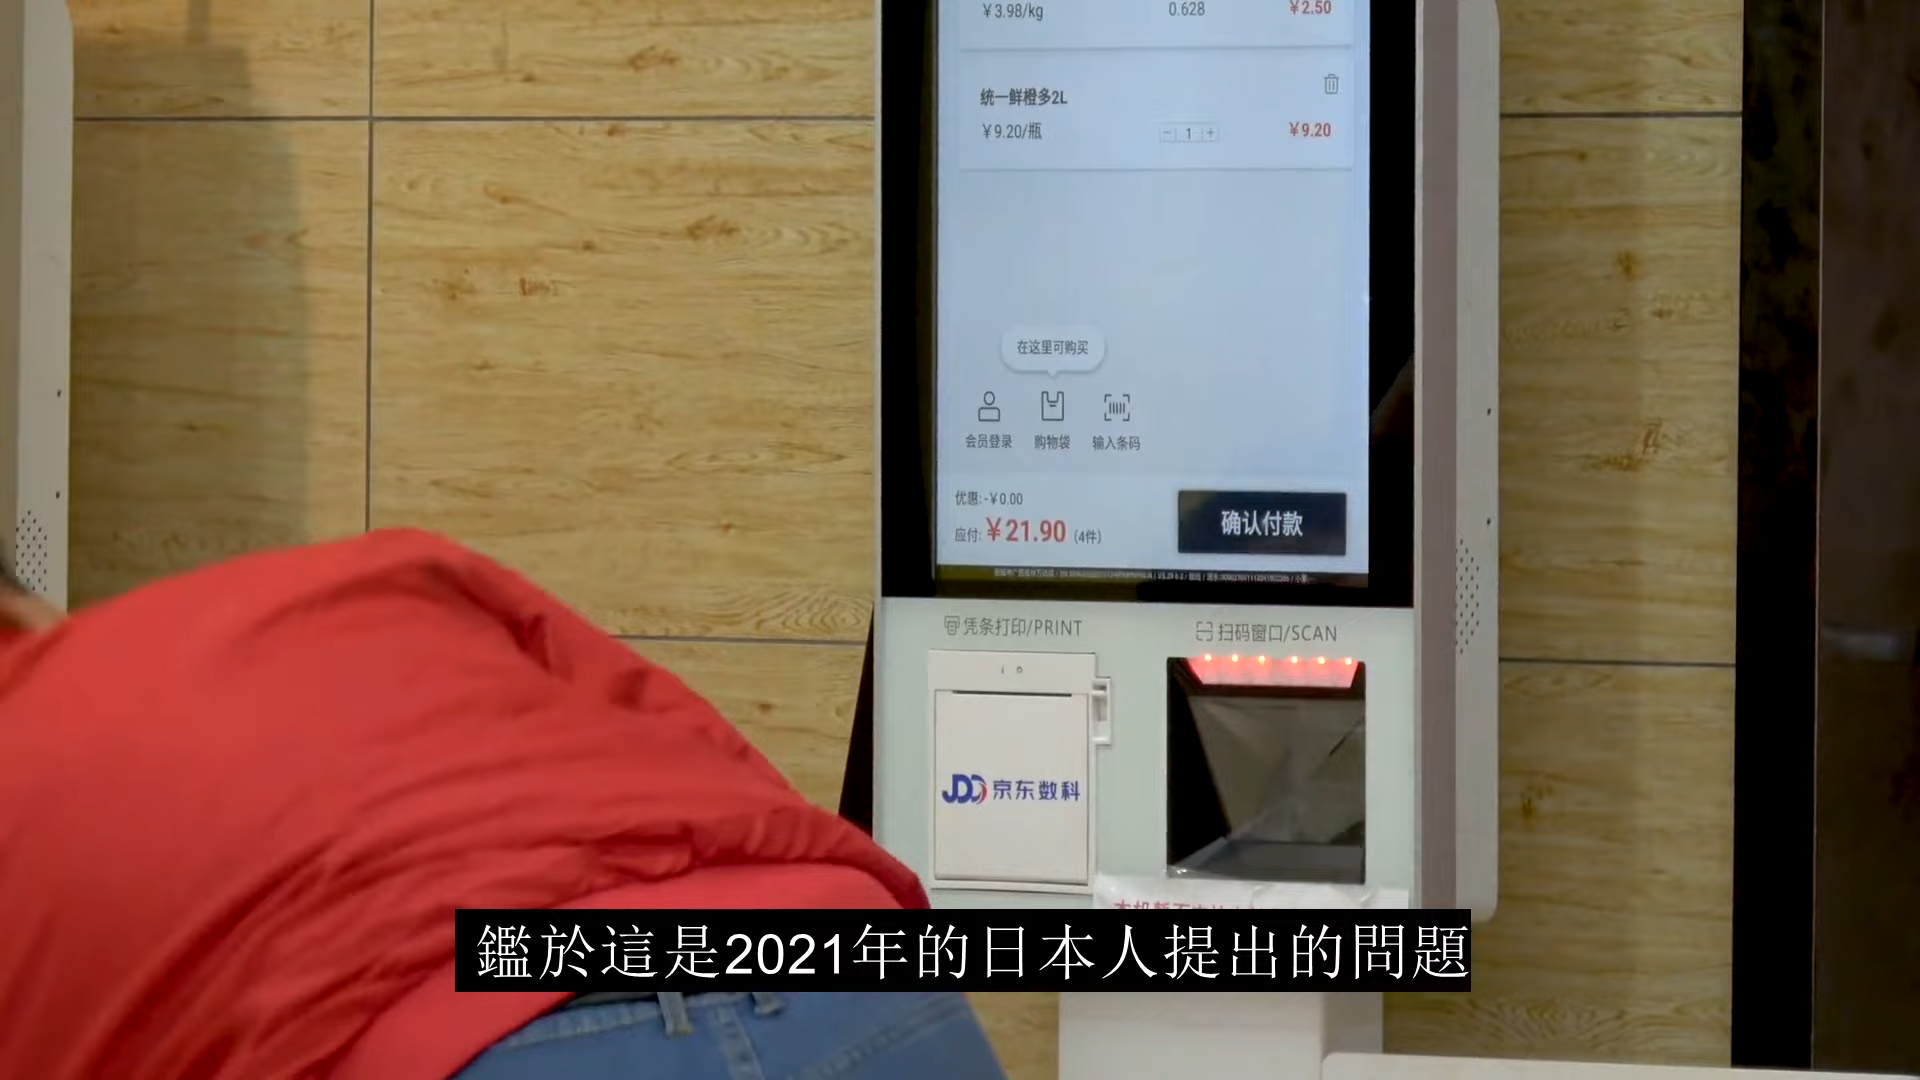 ¥3.98/kg 0.628 ¥2.50
统一鲜橙多2L
¥9.20/瓶 - 1 + ¥9.20
在这里可购买
会员登录 购物袋 输入条码
优惠:-¥0.00
应付:¥21.90 (4件)
确认付款
凭条打印/PRINT
扫码窗口/SCAN
JDD 京东数科
鑑於這是2021年的日本人提出的問題